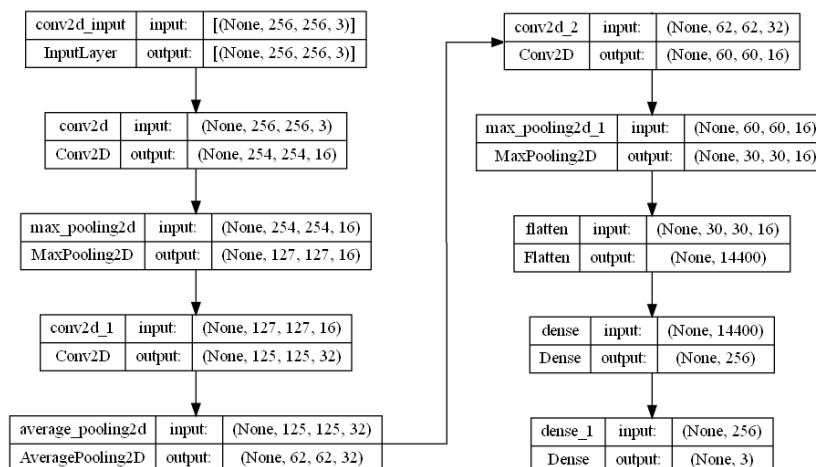 conv2d_input input: [(None, 256, 256, 3)]
InputLayer output: [(None, 256, 256, 3)]
conv2d input: (None, 256, 256, 3)
Conv2D output: (None, 254, 254, 16)
max_pooling2d input: (None, 254, 254, 16)
MaxPooling2D output: (None, 127, 127, 16)
conv2d_1 input: (None, 127, 127, 16)
Conv2D output: (None, 125, 125, 32)
average_pooling2d input: (None, 125, 125, 32)
AveragePooling2D output: (None, 62, 62, 32)
conv2d_2 input: (None, 62, 62, 32)
Conv2D output: (None, 60, 60, 16)
max_pooling2d_1 input: (None, 60, 60, 16)
MaxPooling2D output: (None, 30, 30, 16)
flatten input: (None, 30, 30, 16)
Flatten output: (None, 14400)
dense input: (None, 14400)
Dense output: (None, 256)
dense_1 input: (None, 256)
Dense output: (None, 3)